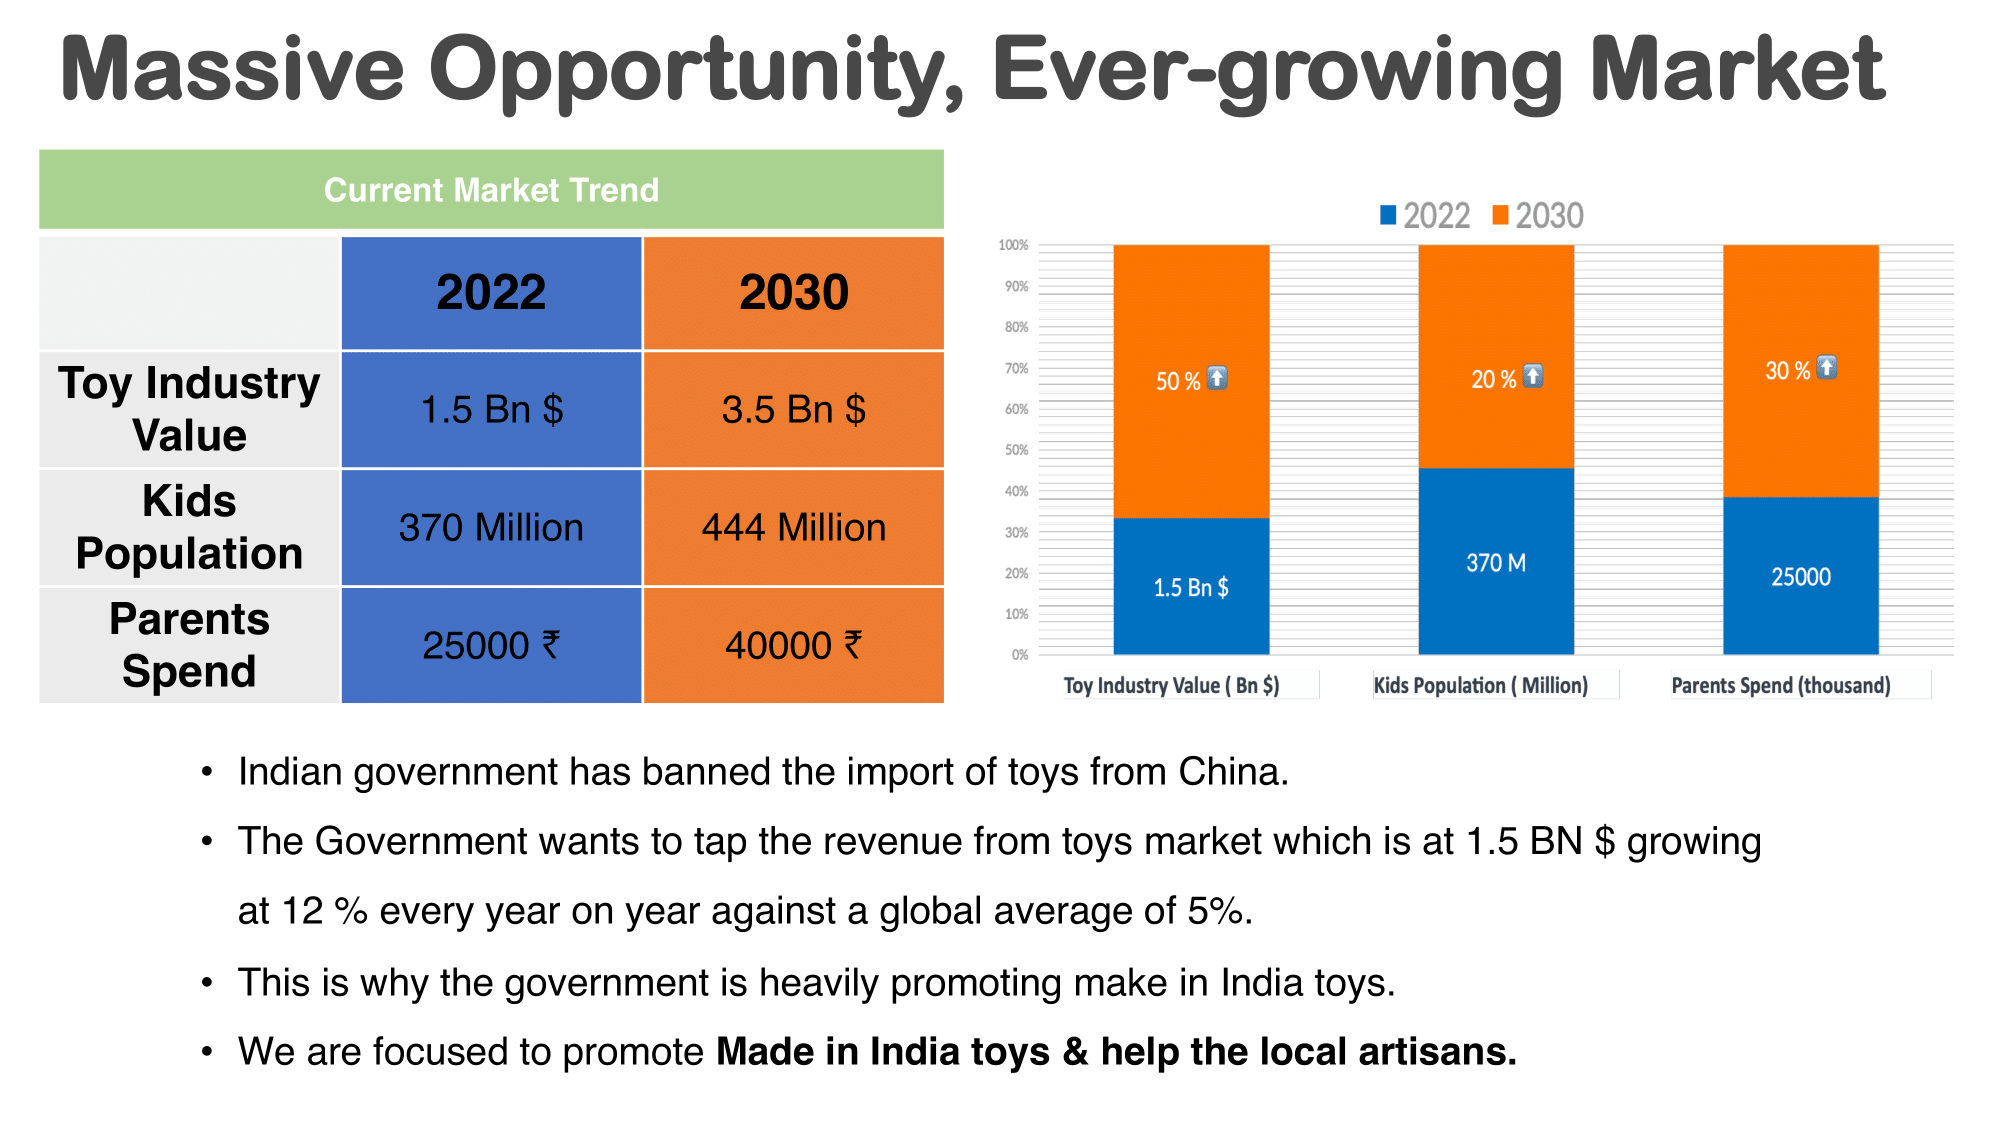 Massive Opportunity, Ever-growing Market
Current Market Trend
2022 2030
Toy Industry
Value
1.5 Bn $ 3.5 Bn $
Kids
Population
370 Million 444 Million
Parents
Spend
25000 ₹ 40000 ₹
2022 2030
100%
90%
80%
70%
60%
50%
40%
30%
20%
10%
0%
50 % ⬆ 20 % ⬆ 30 % ⬆
1.5 Bn $ 370 M 25000
Toy Industry Value ( Bn $) Kids Population ( Million) Parents Spend (thousand)
• Indian government has banned the import of toys from China.
• The Government wants to tap the revenue from toys market which is at 1.5 BN $ growing
at 12 % every year on year against a global average of 5%.
• This is why the government is heavily promoting make in India toys.
• We are focused to promote Made in India toys & help the local artisans.